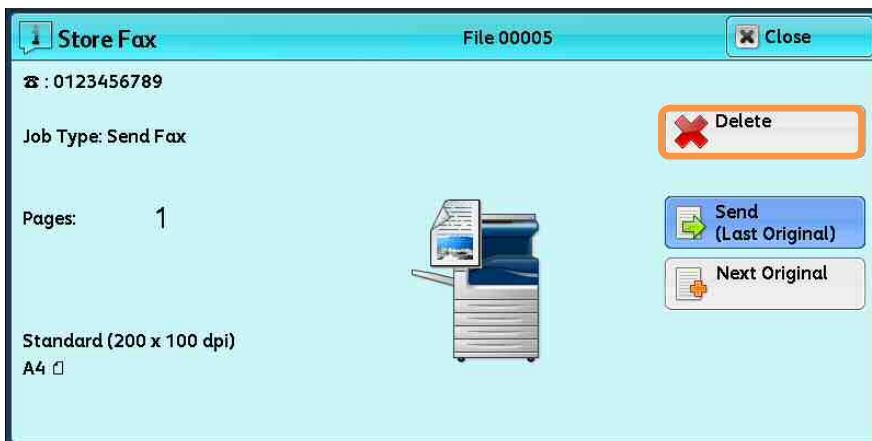 Store Fax
File 00005
Close
☎ : 0123456789
Delete
Job Type: Send Fax
Pages: 1
Send
(Last Original)
Next Original
Standard (200 x 100 dpi)
A4